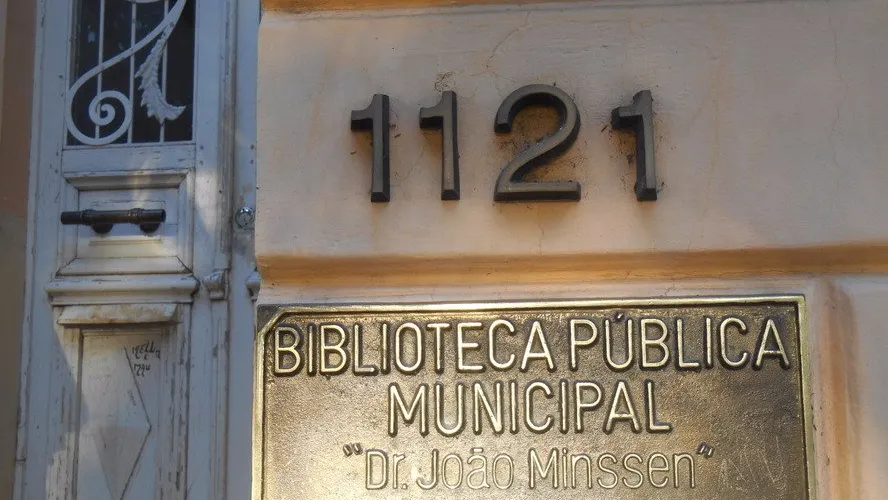 1121
BIBLIOTECA PÚBLICA
MUNICIPAL
"Dr. João Minssen"